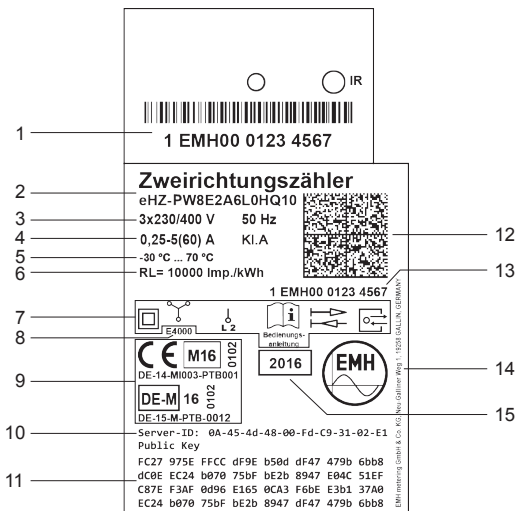 IR
1
1 EMH00 0123 4567
Zweirichtungszähler
2
eHZ-PW8E2A6L0HQ10
3
3x230/400 V 50 Hz
4
0,25-5(60) A Kl.A
12
5
-30 °C ... 70 °C
6
RL= 10000 Imp./kWh
13
1 EMH00 0123 4567
7
L 2
i
8
E4000
Bedienungs-
anleitung
14
CE M16 0102
2016
EMH
9
DE-14-MI003-PTB001
DE-M 16 0102
15
DE-15-M-PTB-0012
10
Server-ID: 0A-45-4d-48-00-Fd-C9-31-02-E1
Public Key
FC27 975E FFCC dF9E b50d dF47 479b 6bb8
11
dC0E EC24 b070 75bF bE2b 8947 E04C 51EF
C87E F3AF 0d96 E165 0CA3 F6bE E3b1 37A0
EC24 b070 75bF bE2b 8947 dF47 479b 6bb8
EMH metering GmbH & Co. KG, Neu-Galliner Weg 1, 19258 GALLIN, GERMANY